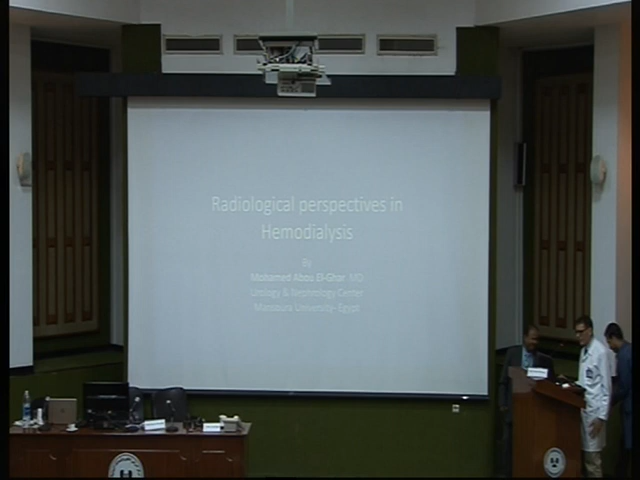 Radiological perspectives in
Hemodialysis
By
Mohamed Abou El-Ghar MD
Urology & Nephrology Center
Mansoura University- Egypt